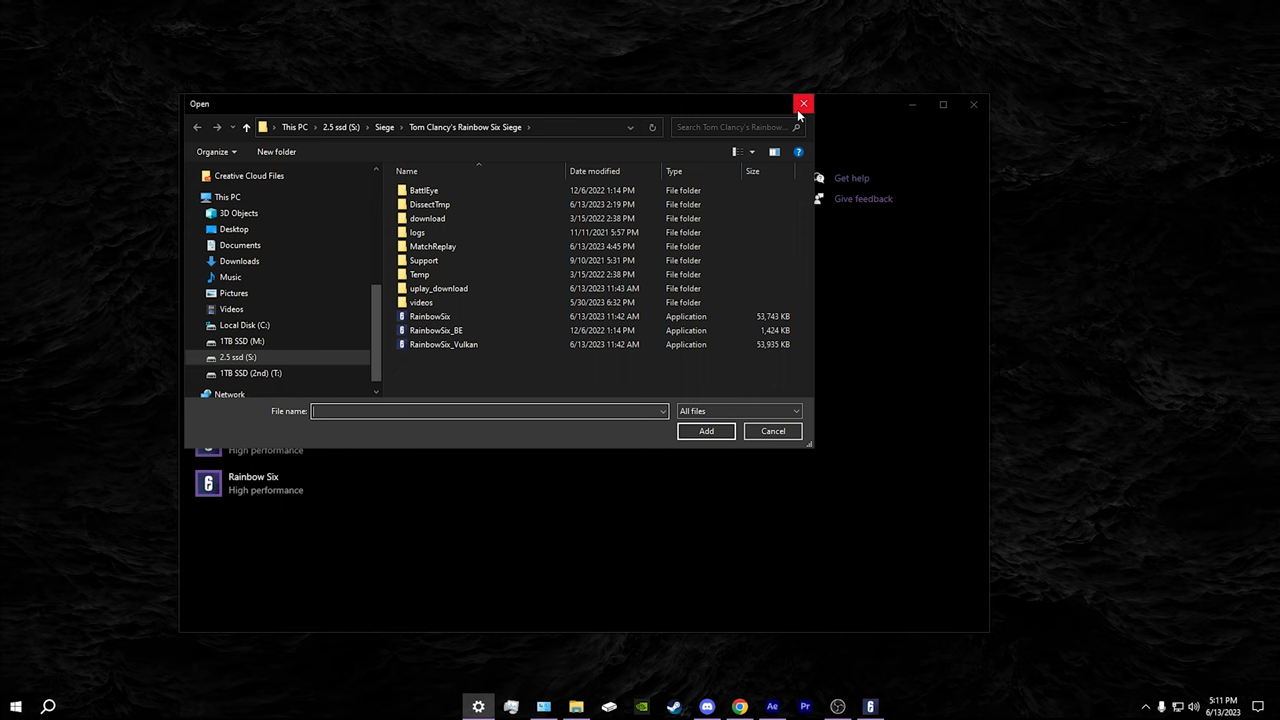 Open
This PC > 2.5 ssd (S:) > Siege > Tom Clancy's Rainbow Six Siege >
Search Tom Clancy's Rainbow...
Organize
New folder
Name
Date modified
Type
Size
Creative Cloud Files
This PC
3D Objects
Desktop
Documents
Downloads
Music
Pictures
Videos
Local Disk (C:)
1TB SSD (M:)
2.5 ssd (S:)
1TB SSD (2nd) (T:)
Network
BattlEye 12/6/2022 1:14 PM File folder
DissectTmp 6/13/2023 2:19 PM File folder
download 3/15/2022 2:38 PM File folder
logs 11/11/2021 5:57 PM File folder
MatchReplay 6/13/2023 4:45 PM File folder
Support 9/10/2021 5:31 PM File folder
Temp 3/15/2022 2:38 PM File folder
uplay_download 6/13/2023 11:43 AM File folder
videos 5/30/2023 6:32 PM File folder
RainbowSix 6/13/2023 11:42 AM Application 53,743 KB
RainbowSix_BE 12/6/2022 1:14 PM Application 1,424 KB
RainbowSix_Vulkan 6/13/2023 11:42 AM Application 53,935 KB
File name:
All files
Add
Cancel
Get help
Give feedback
High performance
Rainbow Six
High performance
Ae
Pr
5:11 PM
6/13/2023